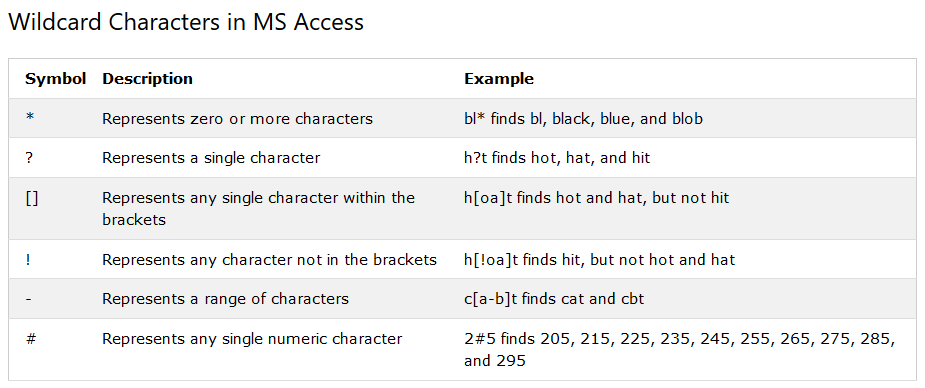 Wildcard Characters in MS Access
Symbol Description Example
* Represents zero or more characters bl* finds bl, black, blue, and blob
? Represents a single character h?t finds hot, hat, and hit
[] Represents any single character within the h[oa]t finds hot and hat, but not hit
brackets
! Represents any character not in the brackets h[!oa]t finds hit, but not hot and hat
- Represents a range of characters c[a-b]t finds cat and cbt
# Represents any single numeric character 2#5 finds 205, 215, 225, 235, 245, 255, 265, 275, 285,
and 295